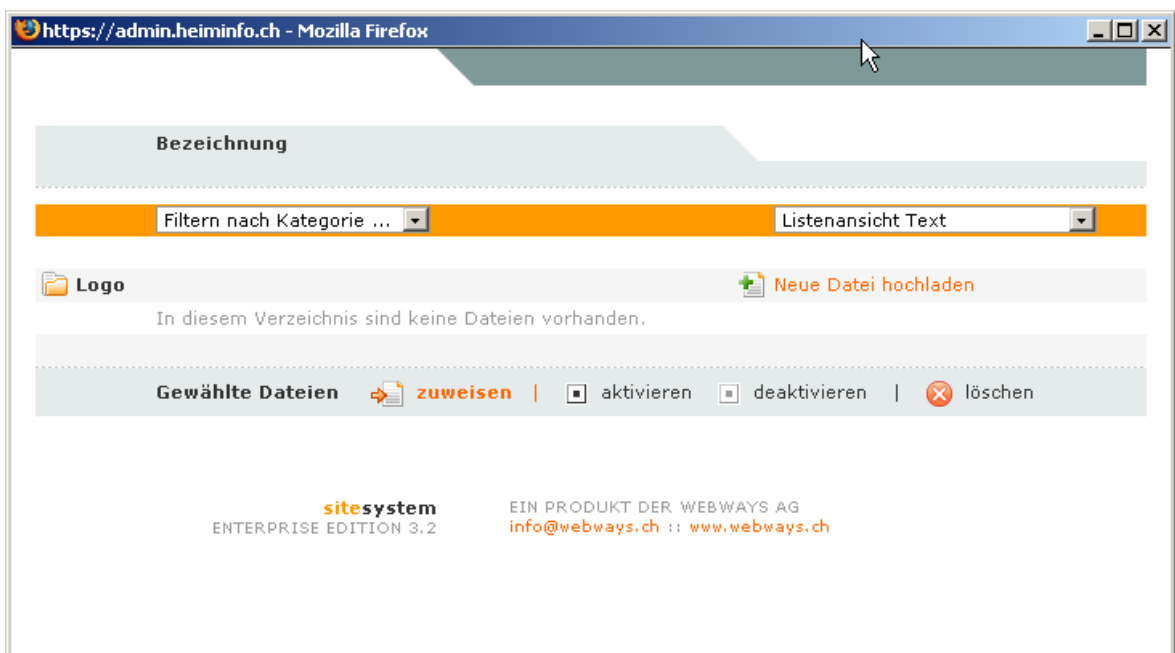 https://admin.heiminfo.ch - Mozilla Firefox
Bezeichnung
Filtern nach Kategorie ... Listenansicht Text
Logo Neue Datei hochladen
In diesem Verzeichnis sind keine Dateien vorhanden.
Gewählte Dateien zuweisen | aktivieren deaktivieren | löschen
sitesystem EIN PRODUKT DER WEBWAYS AG
ENTERPRISE EDITION 3.2 info@webways.ch :: www.webways.ch